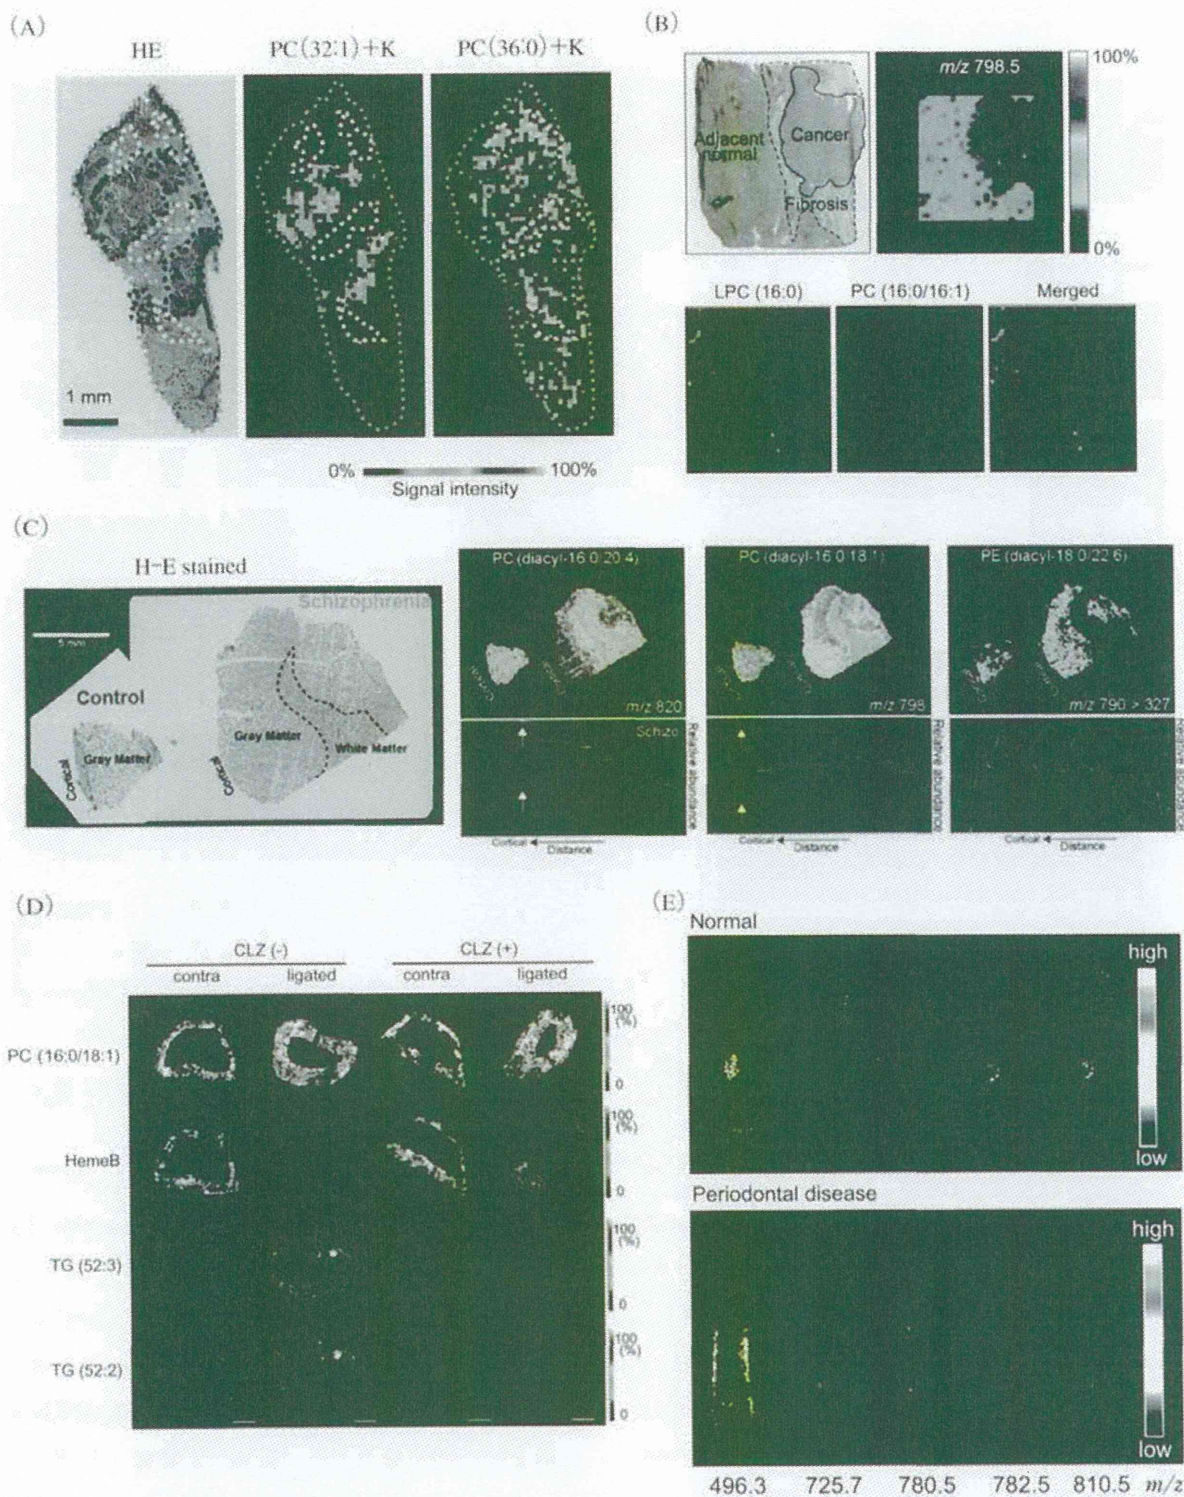 (A)
HE PC(32:1)+K PC(36:0)+K
1 mm
0% 100%
Signal intensity
(B)
m/z 798.5
100%
0%
Adjacent normal
Cancer
Fibrosis
LPC (16:0) PC (16:0/16:1) Merged
(C)
H-E stained
Schizophrenia
5 mm
Control
Gray Matter
Cortical
Gray Matter
White Matter
Cortical
PC (diacyl-16:0/20:4)
m/z 820
Schizo
Relative abundance
Cortical Distance
PC (diacyl-16:0/18:1)
m/z 798
Relative abundance
Cortical Distance
PE (diacyl-18:0/22:6)
m/z 790 > 327
Relative abundance
Cortical Distance
(D)
CLZ (-) CLZ (+)
contra ligated contra ligated
PC (16:0/18:1)
100
(%)
0
HemeB
100
(%)
0
TG (52:3)
100
(%)
0
TG (52:2)
100
(%)
0
(E)
Normal
high
low
Periodontal disease
high
low
496.3 725.7 780.5 782.5 810.5 m/z